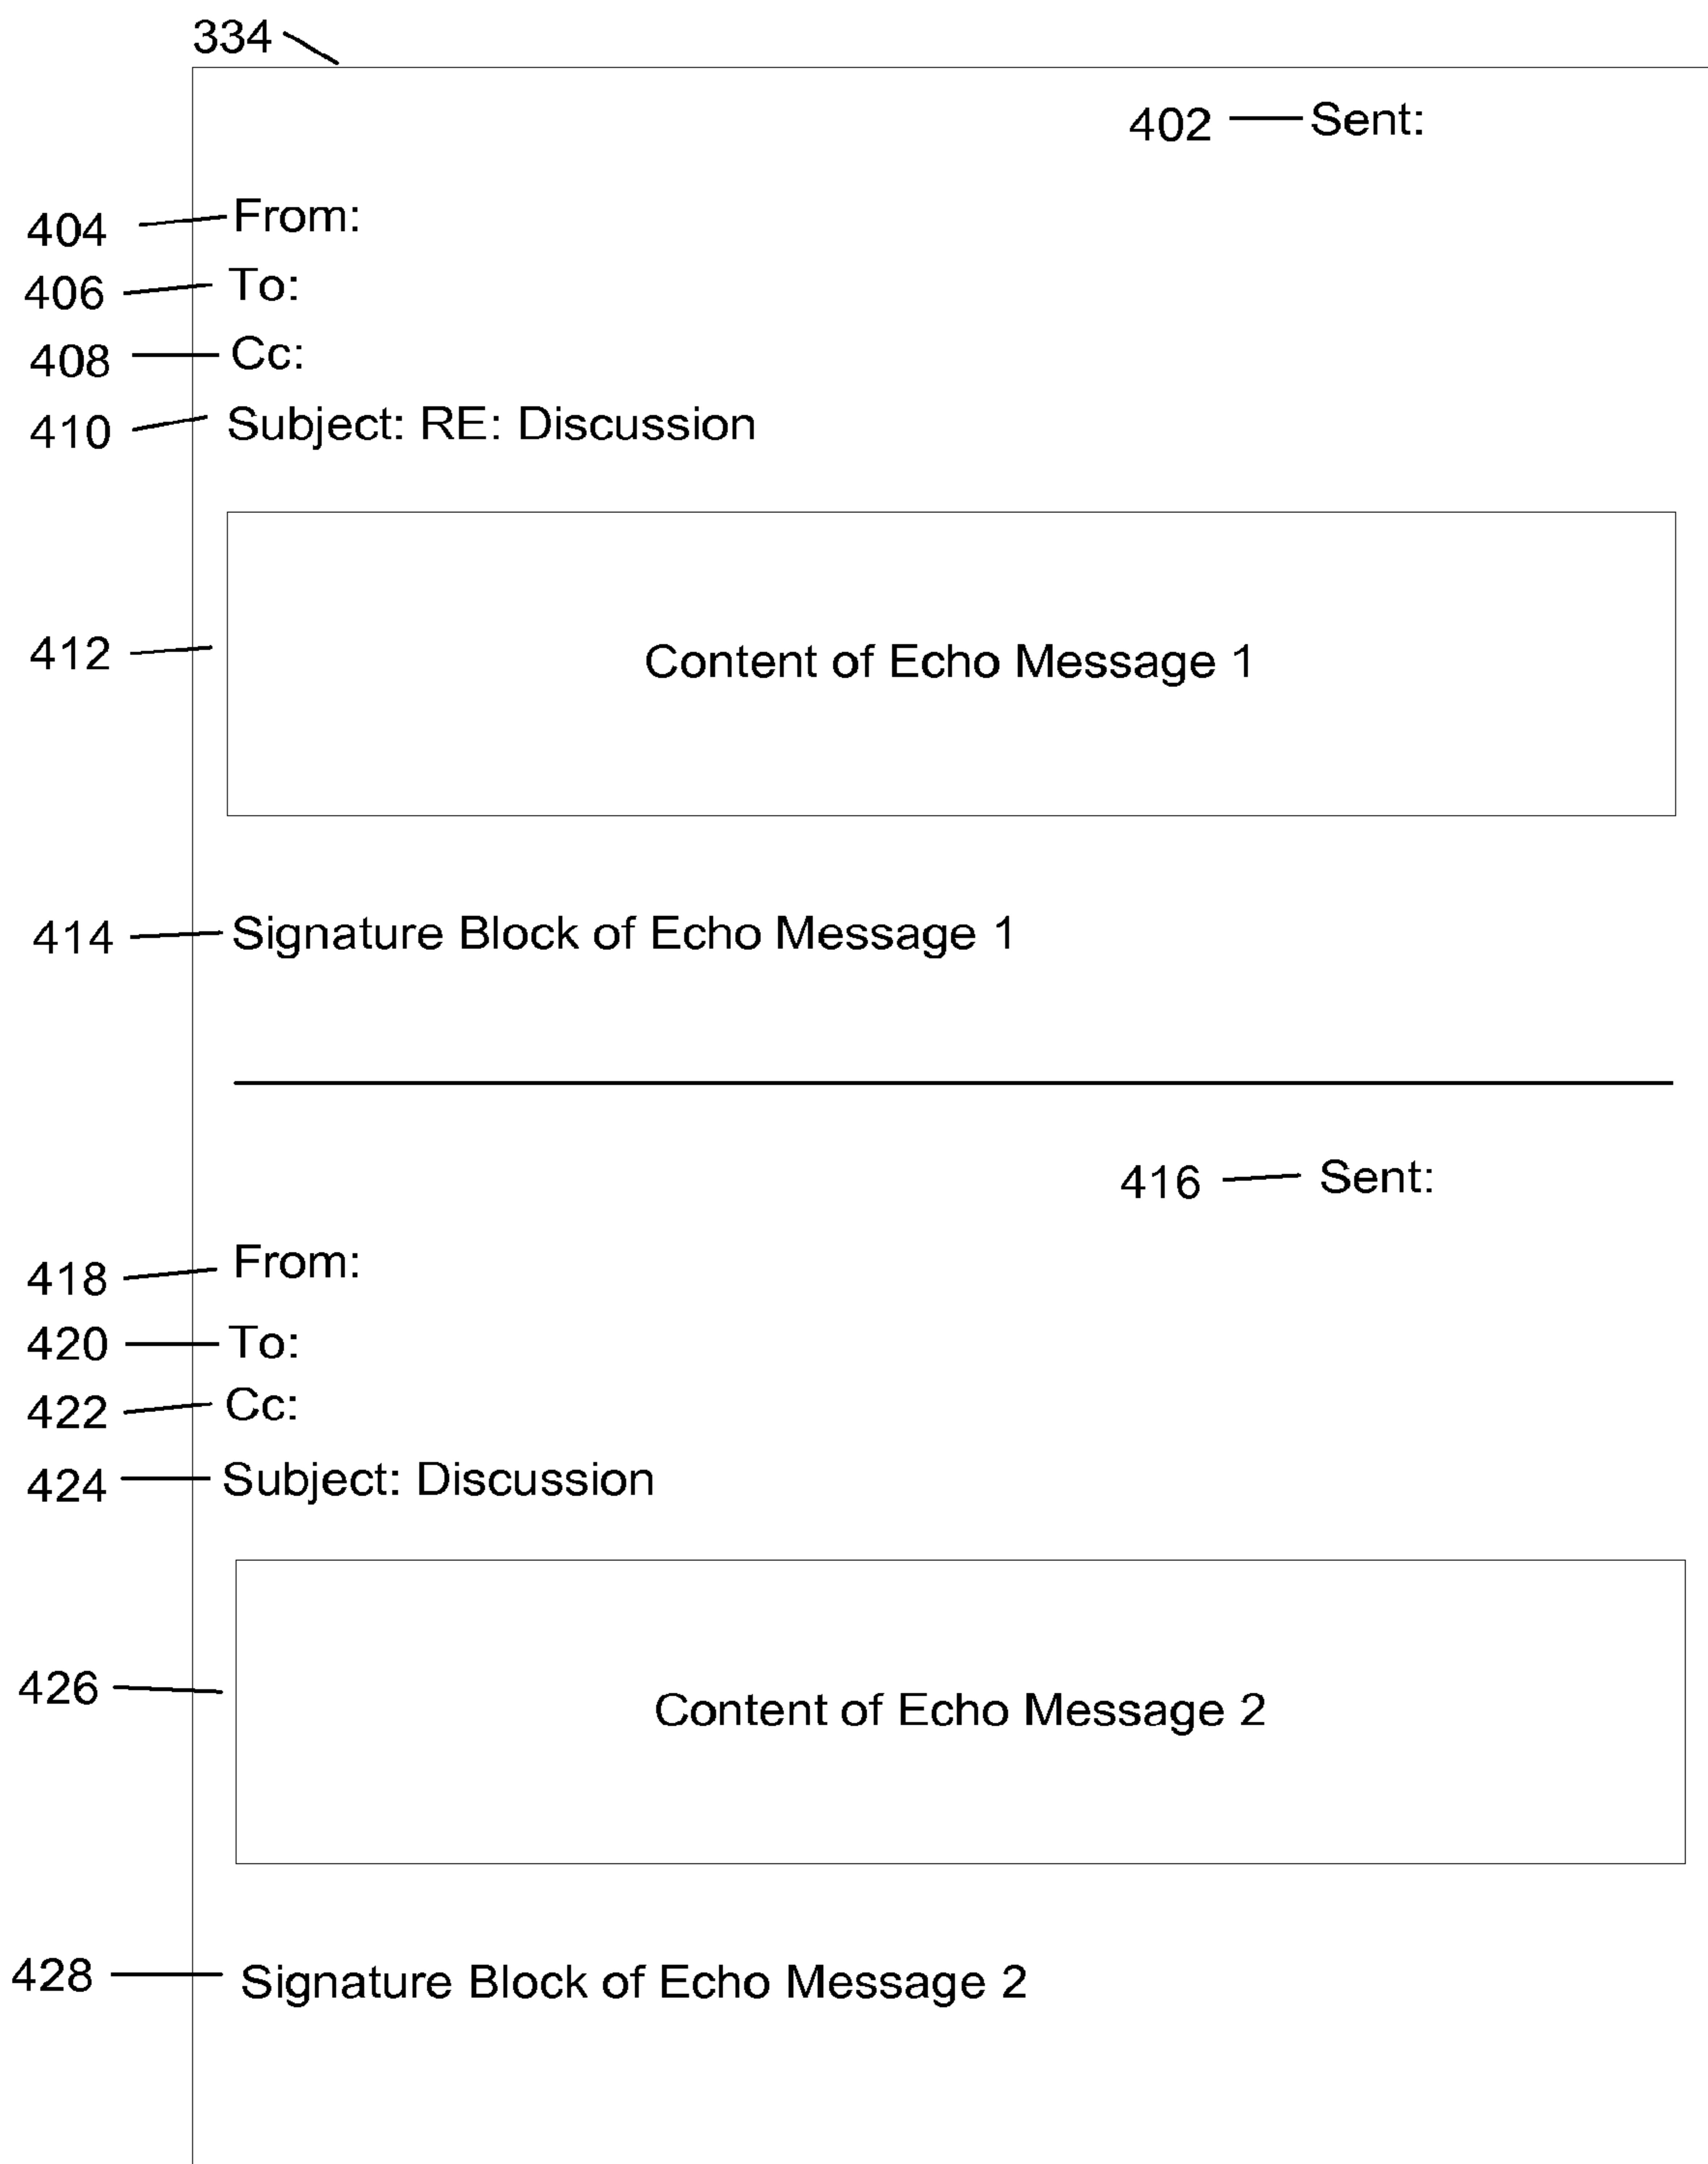 334
402 Sent:
404 From:
406 To:
408 Cc:
410 Subject: RE: Discussion
412 Content of Echo Message 1
414 Signature Block of Echo Message 1
416 Sent:
418 From:
420 To:
422 Cc:
424 Subject: Discussion
426 Content of Echo Message 2
428 Signature Block of Echo Message 2